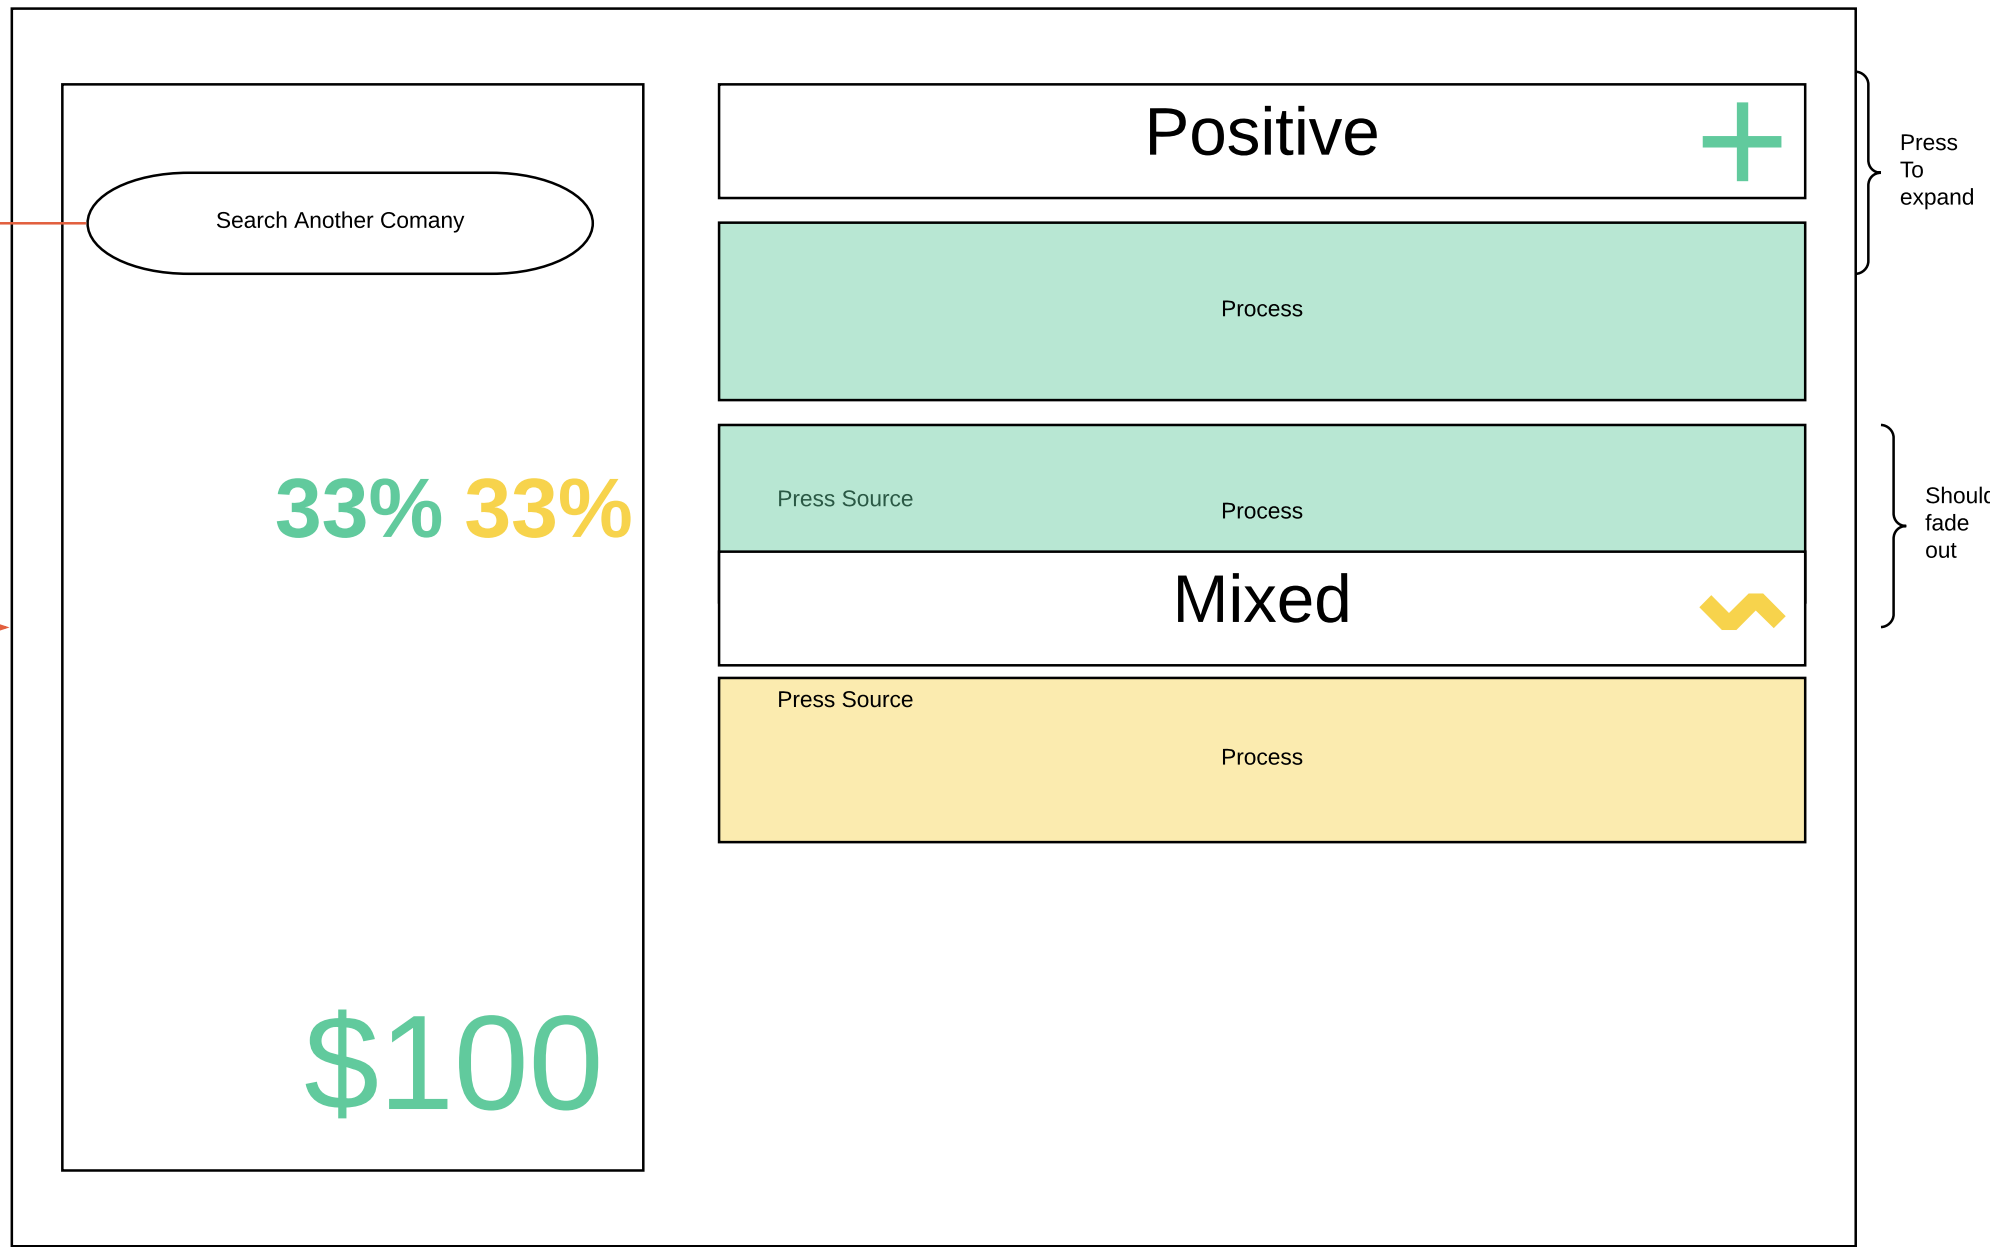 Search Another Comany
33% 33%
$100
Positive
Process
Press Source
Process
Mixed
Press Source
Process
Press
To
expand
Should
fade
out